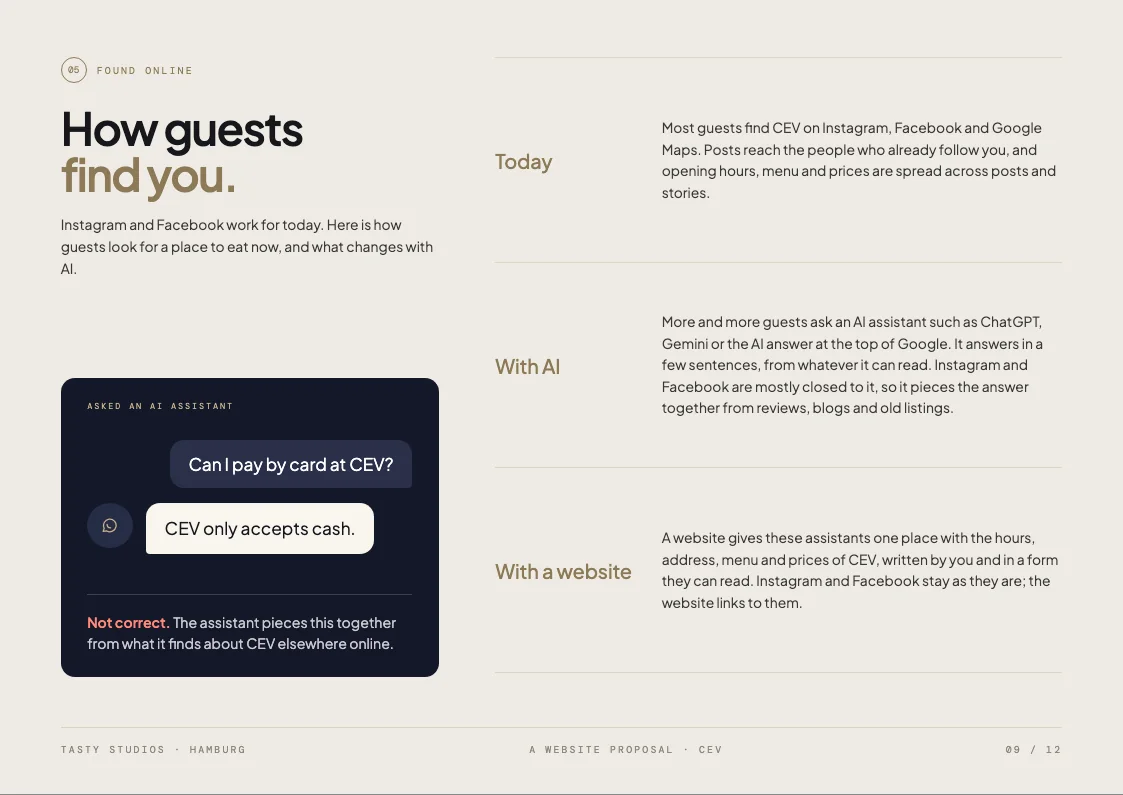 05 FOUND ONLINE
How guests
find you.
Instagram and Facebook work for today. Here is how
guests look for a place to eat now, and what changes with
AI.
ASKED AN AI ASSISTANT
Can I pay by card at CEV?
CEV only accepts cash.
Not correct. The assistant pieces this together
from what it finds about CEV elsewhere online.
Today
Most guests find CEV on Instagram, Facebook and Google
Maps. Posts reach the people who already follow you, and
opening hours, menu and prices are spread across posts and
stories.
With AI
More and more guests ask an AI assistant such as ChatGPT,
Gemini or the AI answer at the top of Google. It answers in a
few sentences, from whatever it can read. Instagram and
Facebook are mostly closed to it, so it pieces the answer
together from reviews, blogs and old listings.
With a website
A website gives these assistants one place with the hours,
address, menu and prices of CEV, written by you and in a form
they can read. Instagram and Facebook stay as they are; the
website links to them.
TASTY STUDIOS · HAMBURG
A WEBSITE PROPOSAL · CEV
09 / 12